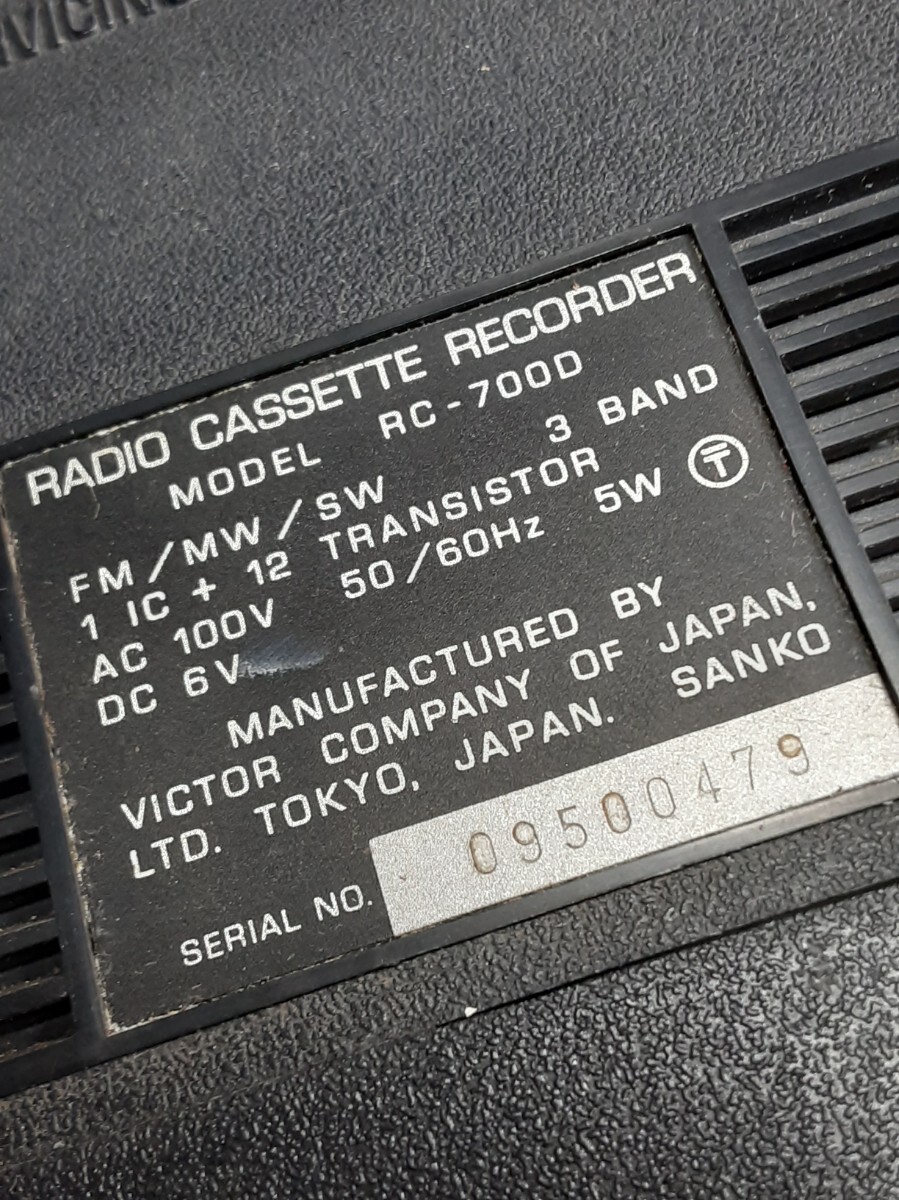 RADIO CASSETTE RECORDER
MODEL RC-700D
FM/MW/SW 3 BAND
1 IC + 12 TRANSISTOR
AC 100V 50/60Hz 5W 〒
DC 6V
MANUFACTURED BY
VICTOR COMPANY OF JAPAN,
LTD. TOKYO, JAPAN. SANKO
SERIAL NO. 09500479